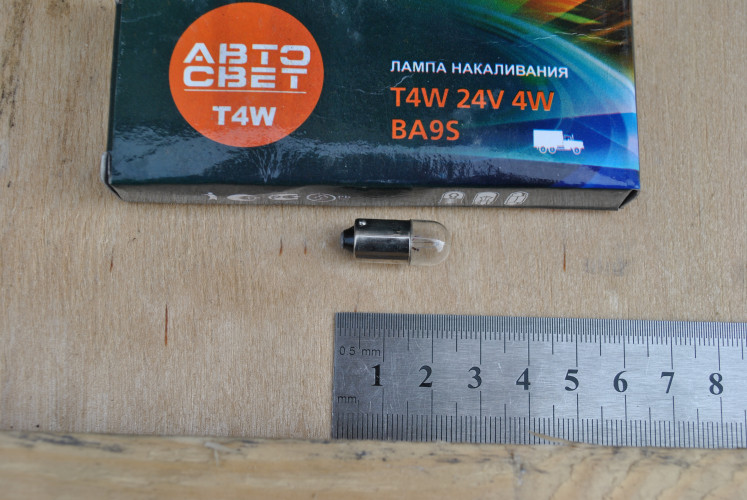 АВТО
СВЕТ
T4W
ЛАМПА НАКАЛИВАНИЯ
T4W 24V 4W
BA9S
0.5 mm
1 2 3 4 5 6 7 8
mm